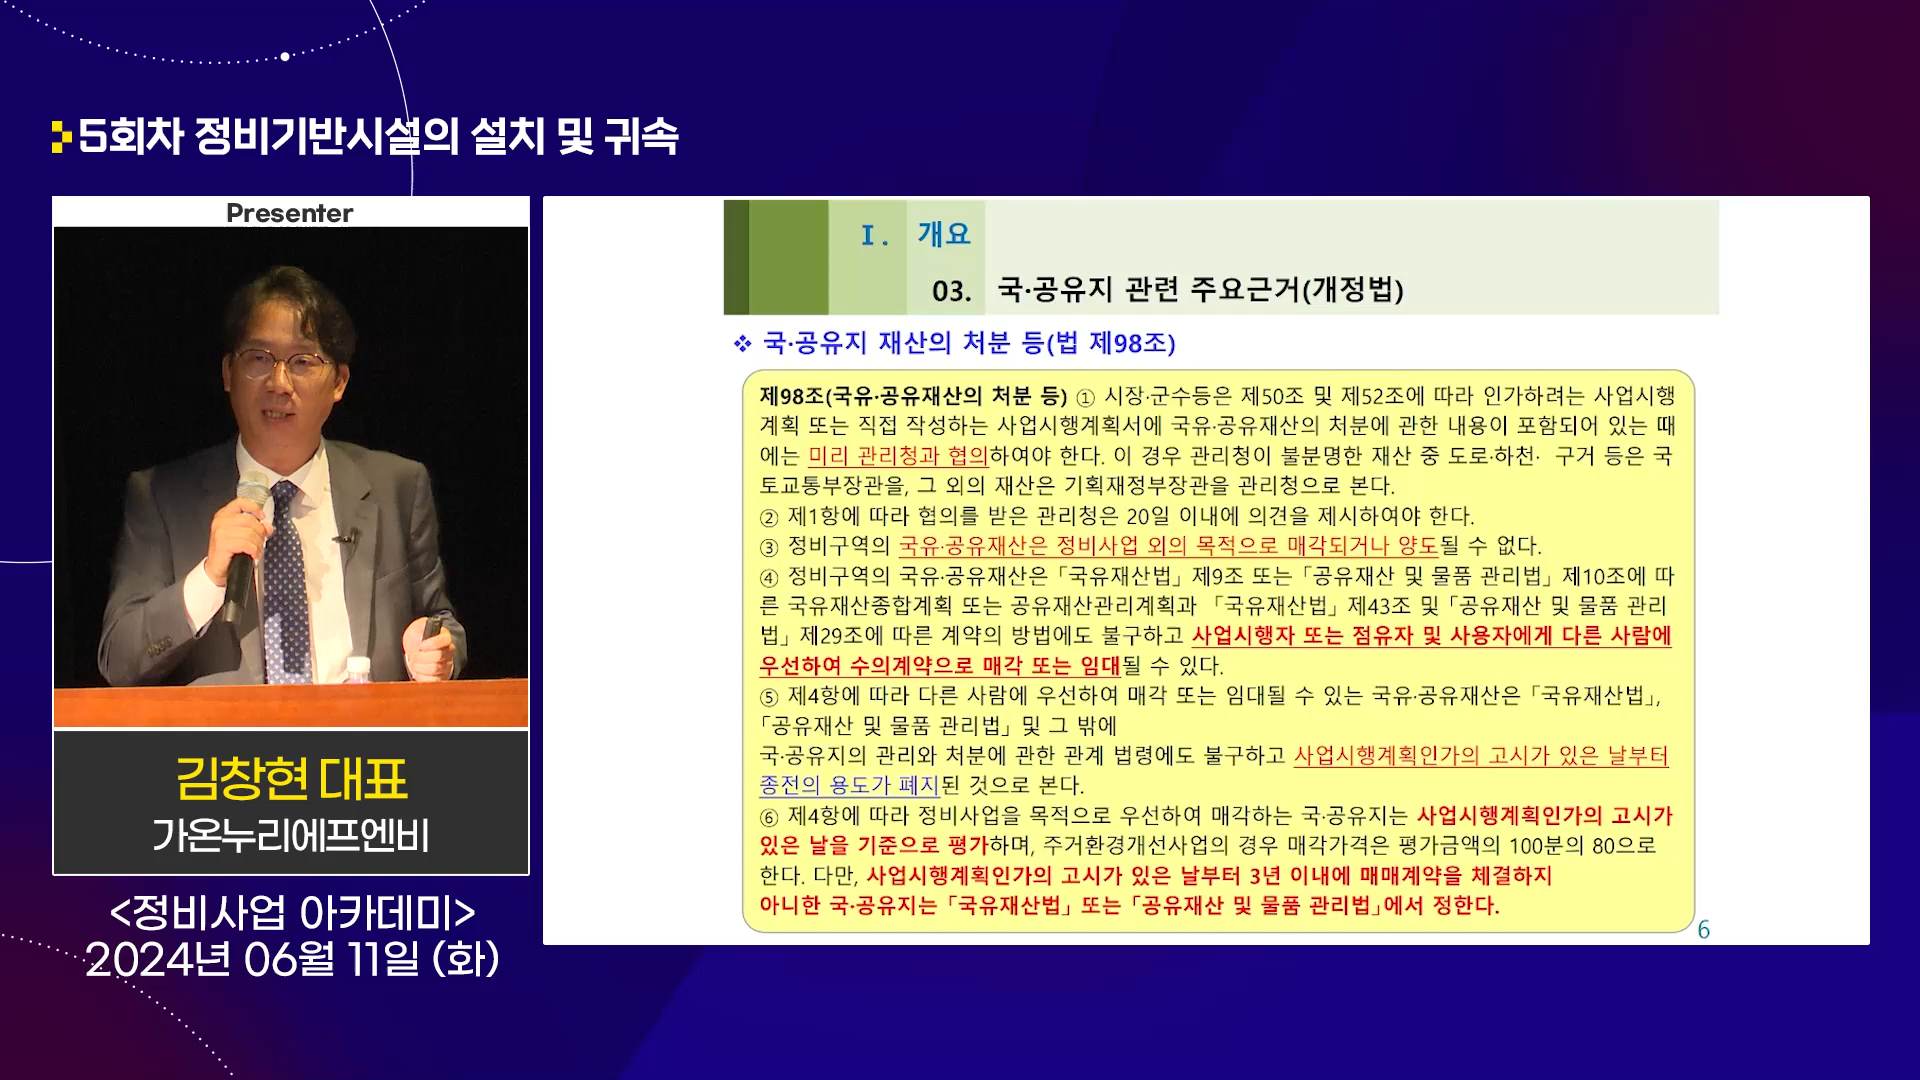 5회차 정비기반시설의 설치 및 귀속
Presenter
김창현 대표
가온누리에프엔비
<정비사업 아카데미>
2024년 06월 11일 (화)
Ⅰ. 개요
03. 국·공유지 관련 주요근거(개정법)
❖ 국·공유지 재산의 처분 등(법 제98조)
제98조(국유·공유재산의 처분 등) ① 시장·군수등은 제50조 및 제52조에 따라 인가하려는 사업시행
계획 또는 직접 작성하는 사업시행계획서에 국유·공유재산의 처분에 관한 내용이 포함되어 있는 때
에는 미리 관리청과 협의하여야 한다. 이 경우 관리청이 불분명한 재산 중 도로·하천· 구거 등은 국
토교통부장관을, 그 외의 재산은 기획재정부장관을 관리청으로 본다.
② 제1항에 따라 협의를 받은 관리청은 20일 이내에 의견을 제시하여야 한다.
③ 정비구역의 국유·공유재산은 정비사업 외의 목적으로 매각되거나 양도될 수 없다.
④ 정비구역의 국유·공유재산은 「국유재산법」 제9조 또는 「공유재산 및 물품 관리법」 제10조에 따
른 국유재산종합계획 또는 공유재산관리계획과 「국유재산법」 제43조 및 「공유재산 및 물품 관리
법」 제29조에 따른 계약의 방법에도 불구하고 사업시행자 또는 점유자 및 사용자에게 다른 사람에
우선하여 수의계약으로 매각 또는 임대될 수 있다.
⑤ 제4항에 따라 다른 사람에 우선하여 매각 또는 임대될 수 있는 국유·공유재산은 「국유재산법」,
「공유재산 및 물품 관리법」 및 그 밖에
국·공유지의 관리와 처분에 관한 관계 법령에도 불구하고 사업시행계획인가의 고시가 있은 날부터
종전의 용도가 폐지된 것으로 본다.
⑥ 제4항에 따라 정비사업을 목적으로 우선하여 매각하는 국·공유지는 사업시행계획인가의 고시가
있은 날을 기준으로 평가하며, 주거환경개선사업의 경우 매각가격은 평가금액의 100분의 80으로
한다. 다만, 사업시행계획인가의 고시가 있은 날부터 3년 이내에 매매계약을 체결하지
아니한 국·공유지는 「국유재산법」 또는 「공유재산 및 물품 관리법」에서 정한다.
6